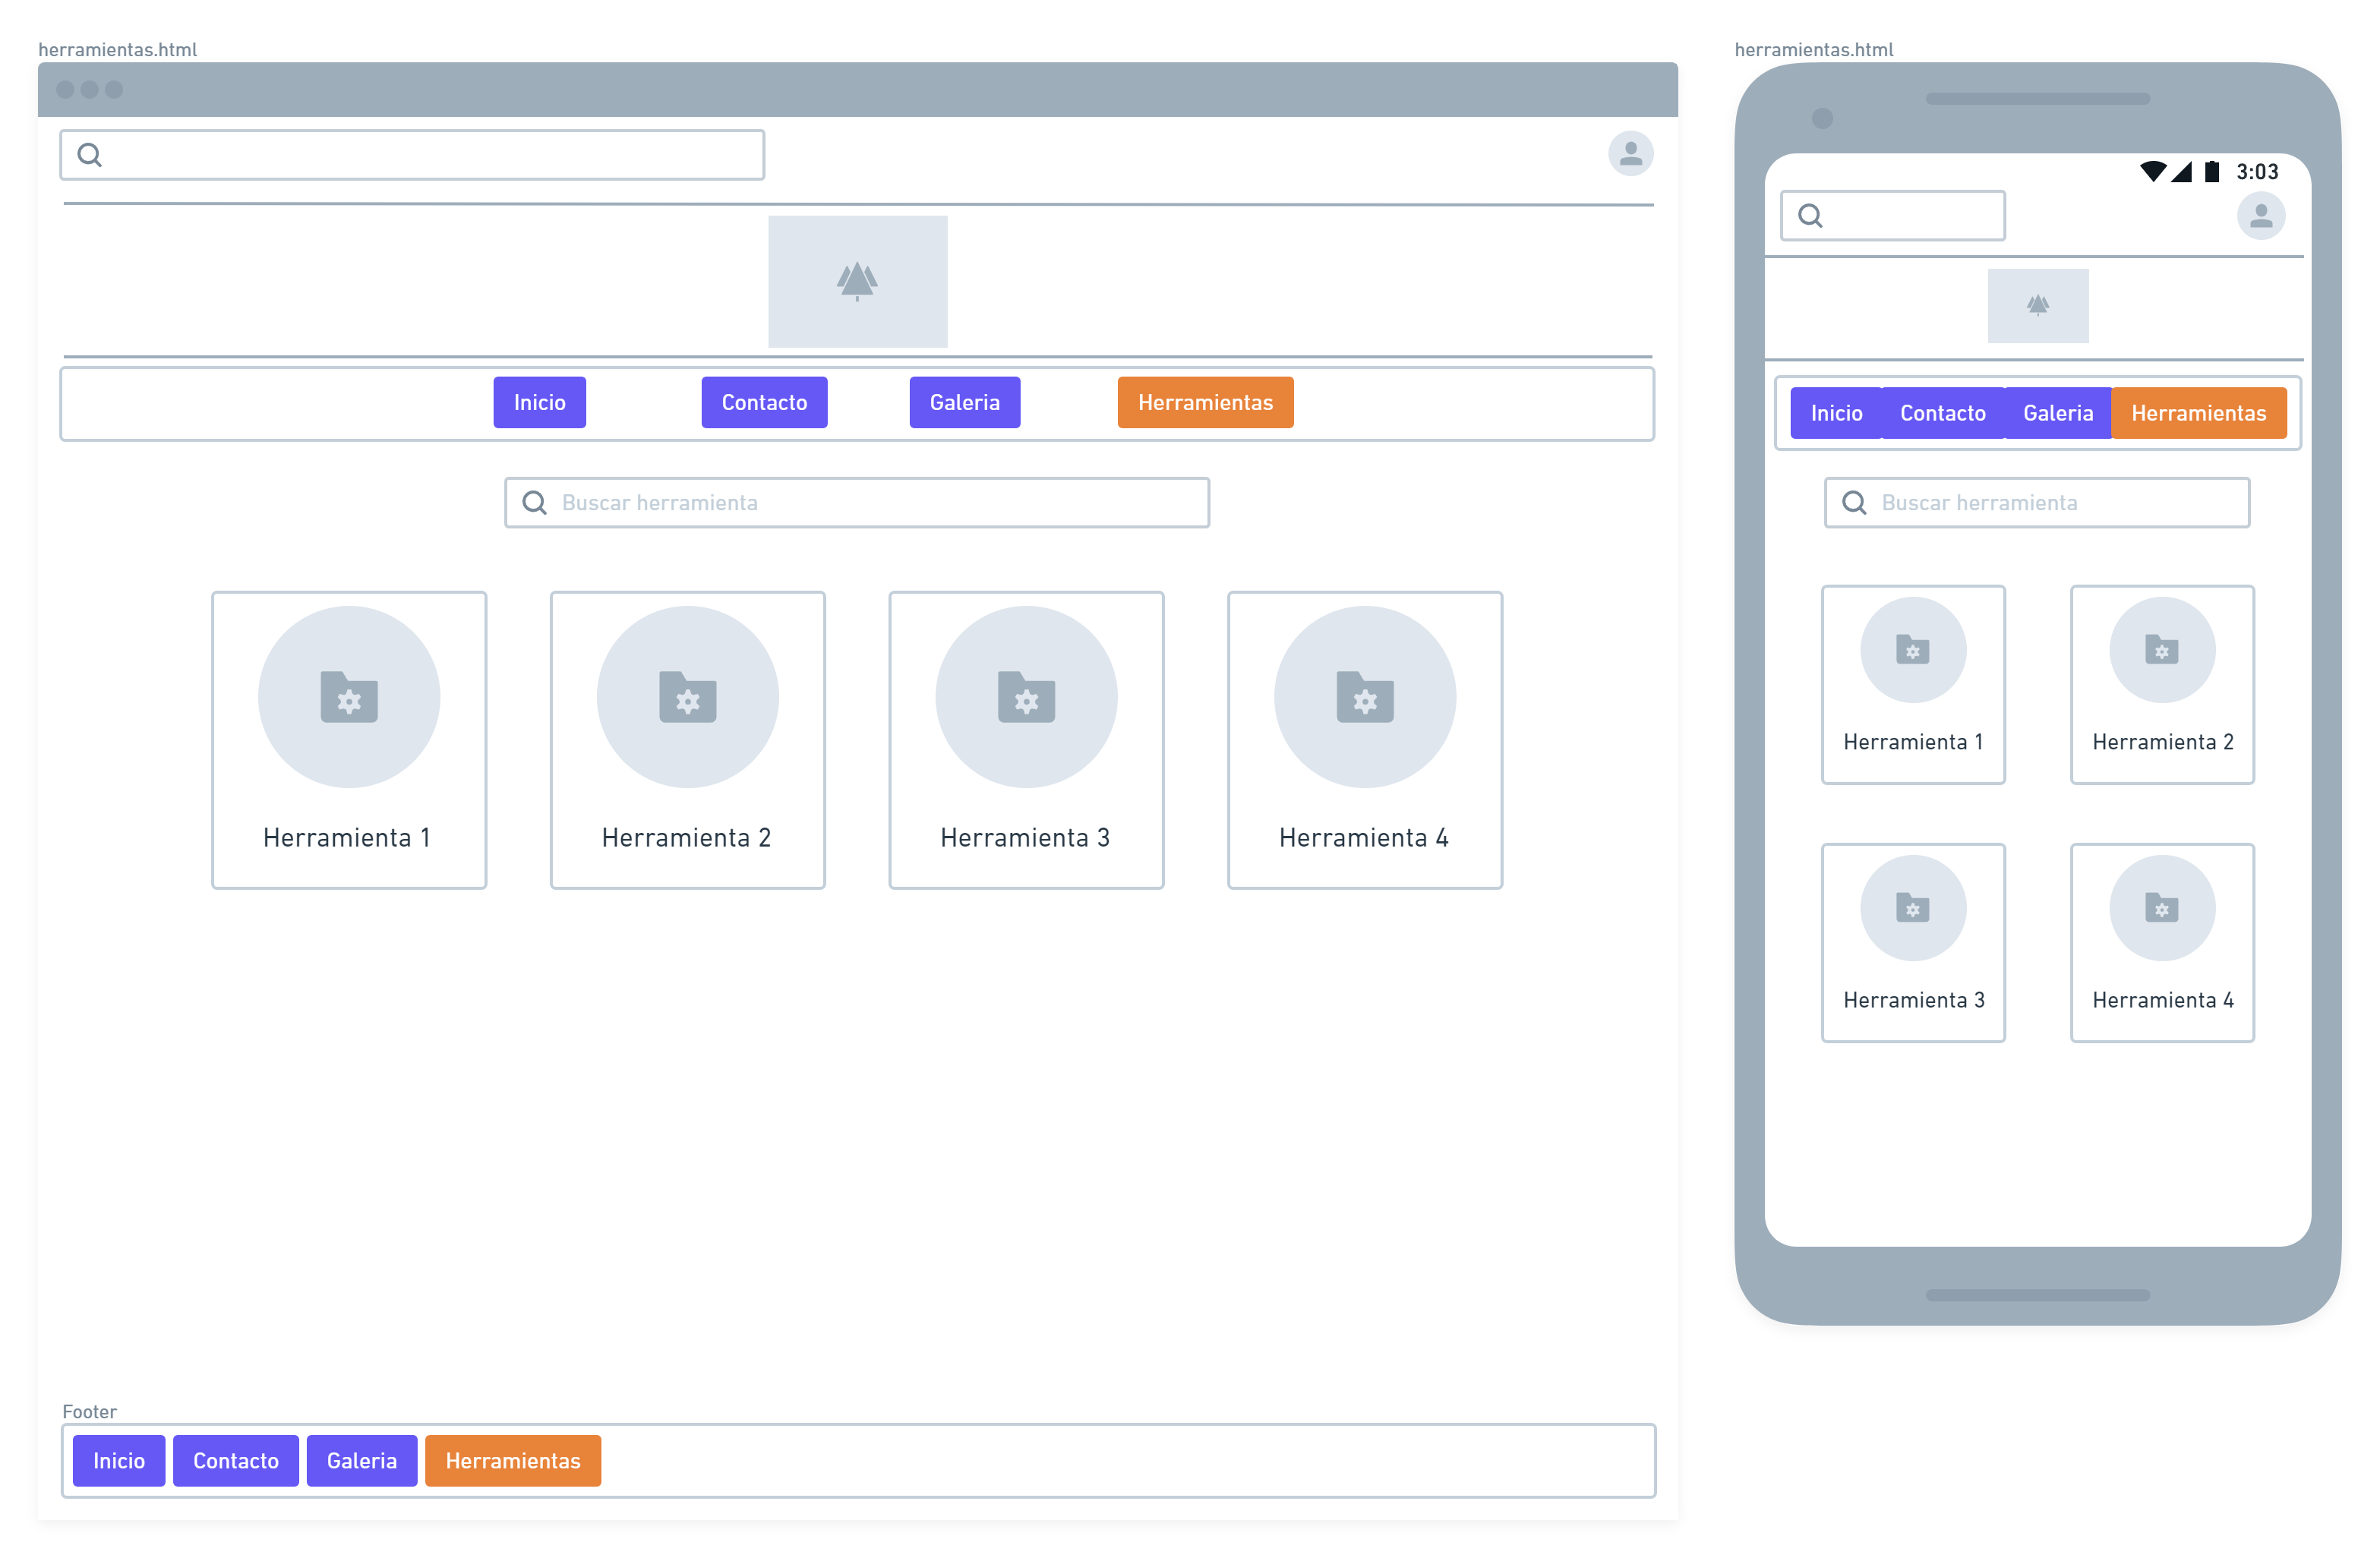 herramientas.html
Inicio
Contacto
Galeria
Herramientas
Buscar herramienta
Herramienta 1
Herramienta 2
Herramienta 3
Herramienta 4
Footer
Inicio
Contacto
Galeria
Herramientas
herramientas.html
3:03
Inicio
Contacto
Galeria
Herramientas
Buscar herramienta
Herramienta 1
Herramienta 2
Herramienta 3
Herramienta 4